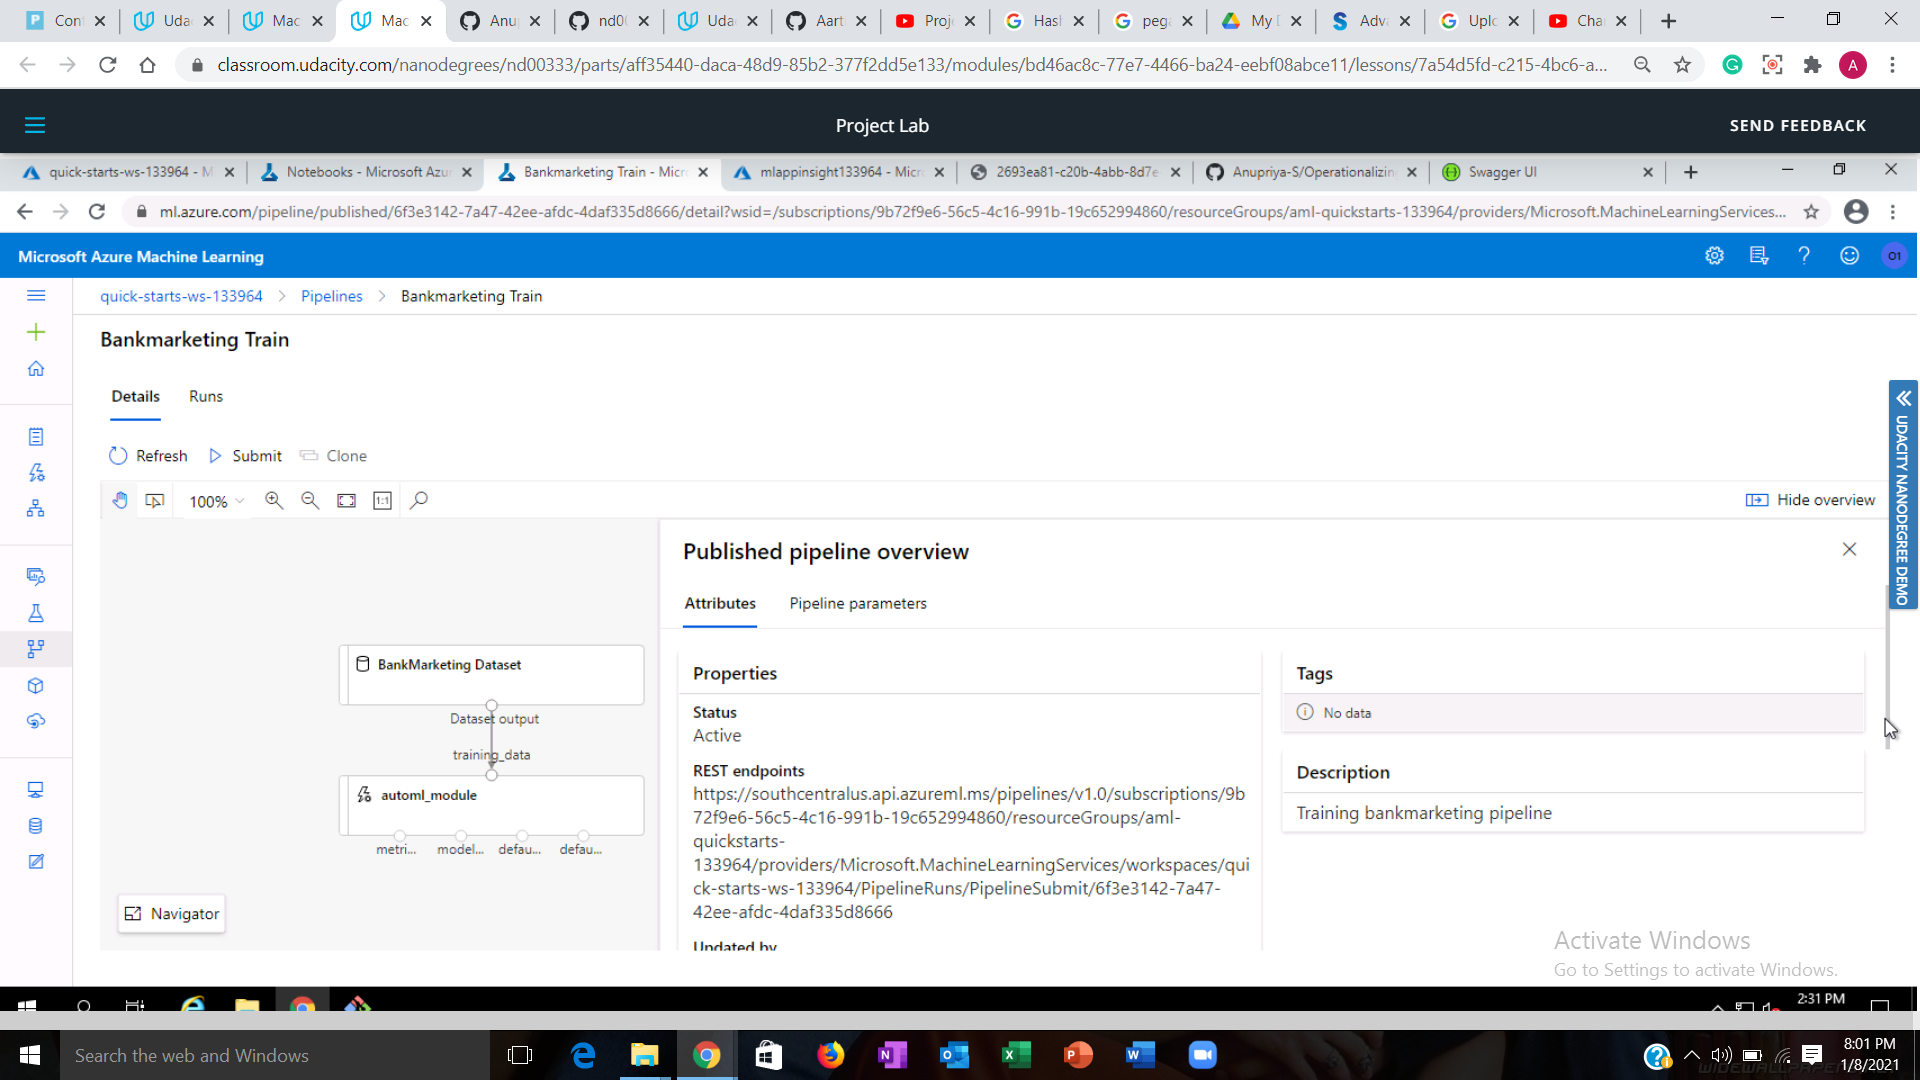 Con
Uda
Mac
Mac
Anu
nd0
Uda
Aart
Proj
Hash
peg
My
Adv
Uplo
Cha
classroom.udacity.com/nanodegrees/nd00333/parts/aff35440-daca-48d9-85b2-377f2dd5e133/modules/bd46ac8c-77e7-4466-ba24-eebf08abce11/lessons/7a54d5fd-c215-4bc6-a...
A
Project Lab
SEND FEEDBACK
quick-starts-ws-133964 - M
Notebooks - Microsoft Azur
Bankmarketing Train - Micr
mlappinsight133964 - Micr
2693ea81-c20b-4abb-8d7e
Anupriya-S/Operationalizin
Swagger UI
ml.azure.com/pipeline/published/6f3e3142-7a47-42ee-afdc-4daf335d8666/detail?wsid=/subscriptions/9b72f9e6-56c5-4c16-991b-19c652994860/resourceGroups/aml-quickstarts-133964/providers/Microsoft.MachineLearningServices...
Microsoft Azure Machine Learning
O1
quick-starts-ws-133964 > Pipelines > Bankmarketing Train
Bankmarketing Train
Details Runs
Refresh Submit Clone
100%
1:1
Hide overview
UDACITY NANODEGREE DEMO
Published pipeline overview
Attributes Pipeline parameters
BankMarketing Dataset
Dataset output
training_data
automl_module
metri... model... defau... defau...
Navigator
Properties
Status
Active
REST endpoints
https://southcentralus.api.azureml.ms/pipelines/v1.0/subscriptions/9b
72f9e6-56c5-4c16-991b-19c652994860/resourceGroups/aml-
quickstarts-
133964/providers/Microsoft.MachineLearningServices/workspaces/qui
ck-starts-ws-133964/PipelineRuns/PipelineSubmit/6f3e3142-7a47-
42ee-afdc-4daf335d8666
Updated by
Tags
No data
Description
Training bankmarketing pipeline
Activate Windows
Go to Settings to activate Windows.
2:31 PM
Search the web and Windows
8:01 PM
1/8/2021